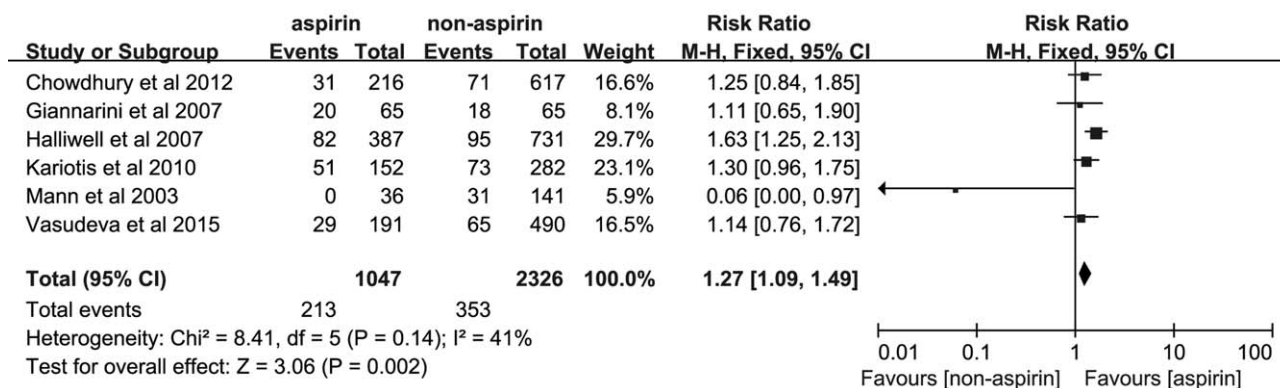 aspirin non-aspirin Risk Ratio Risk Ratio
Study or Subgroup Events Total Events Total Weight M-H, Fixed, 95% CI M-H, Fixed, 95% CI
Chowdhury et al 2012 31 216 71 617 16.6% 1.25 [0.84, 1.85]
Giannarini et al 2007 20 65 18 65 8.1% 1.11 [0.65, 1.90]
Halliwell et al 2007 82 387 95 731 29.7% 1.63 [1.25, 2.13]
Kariotis et al 2010 51 152 73 282 23.1% 1.30 [0.96, 1.75]
Mann et al 2003 0 36 31 141 5.9% 0.06 [0.00, 0.97]
Vasudeva et al 2015 29 191 65 490 16.5% 1.14 [0.76, 1.72]
Total (95% CI) 1047 2326 100.0% 1.27 [1.09, 1.49]
Total events 213 353
Heterogeneity: Chi² = 8.41, df = 5 (P = 0.14); I² = 41%
Test for overall effect: Z = 3.06 (P = 0.002)
0.01 0.1 1 10 100
Favours [non-aspirin] Favours [aspirin]